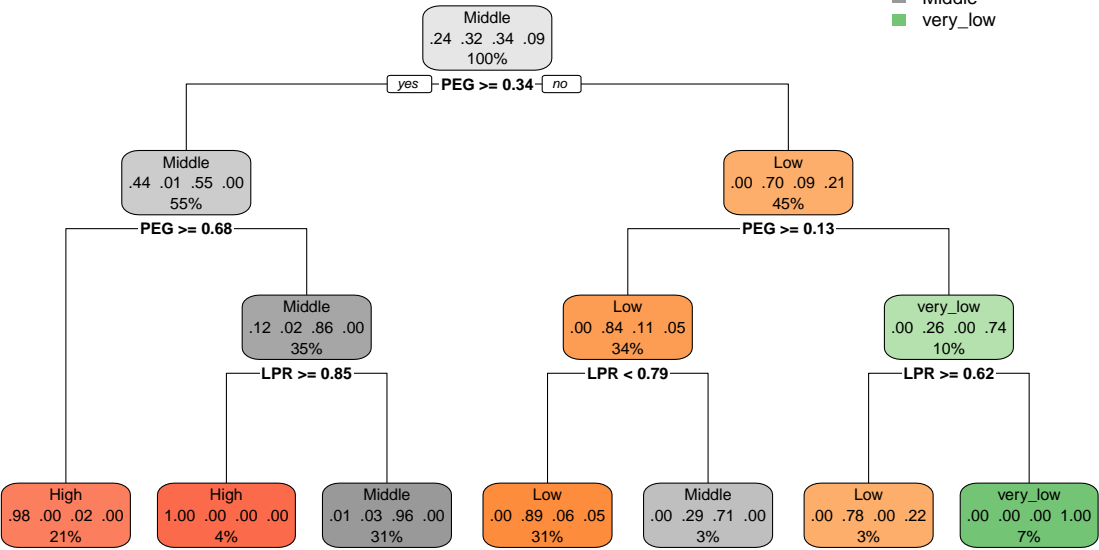 Middle
very_low
Middle
.24 .32 .34 .09
100%
yes PEG >= 0.34 no
Middle
.44 .01 .55 .00
55%
Low
.00 .70 .09 .21
45%
PEG >= 0.68
PEG >= 0.13
Middle
.12 .02 .86 .00
35%
Low
.00 .84 .11 .05
34%
very_low
.00 .26 .00 .74
10%
LPR >= 0.85
LPR < 0.79
LPR >= 0.62
High
.98 .00 .02 .00
21%
High
1.00 .00 .00 .00
4%
Middle
.01 .03 .96 .00
31%
Low
.00 .89 .06 .05
31%
Middle
.00 .29 .71 .00
3%
Low
.00 .78 .00 .22
3%
very_low
.00 .00 .00 1.00
7%